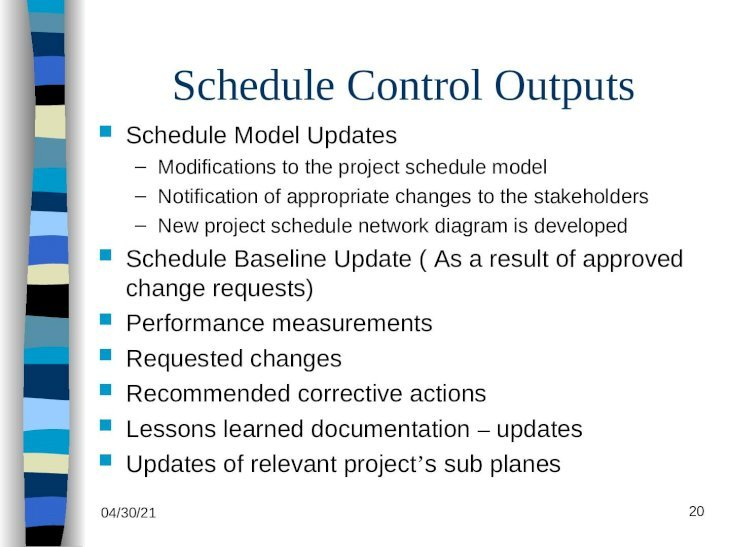 Schedule Control Outputs
Schedule Model Updates
– Modifications to the project schedule model
– Notification of appropriate changes to the stakeholders
– New project schedule network diagram is developed
Schedule Baseline Update ( As a result of approved
change requests)
Performance measurements
Requested changes
Recommended corrective actions
Lessons learned documentation – updates
Updates of relevant project’s sub planes
04/30/21
20